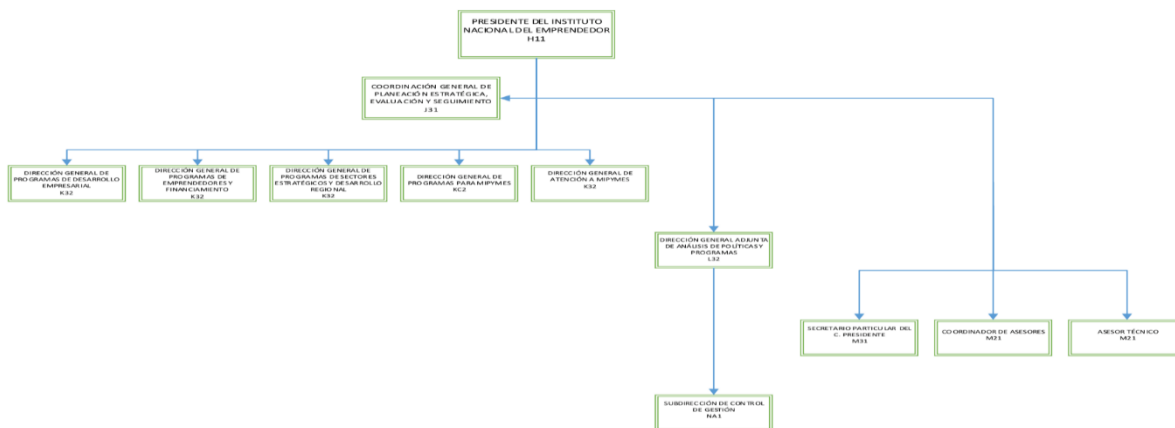 PRESIDENTE DEL INSTITUTO
NACIONAL DEL EMPRENDEDOR
H11
COORDINACIÓN GENERAL DE
PLANEACIÓN ESTRATÉGICA,
EVALUACIÓN Y SEGUIMIENTO
J31
DIRECCIÓN GENERAL DE
PROGRAMAS DE DESARROLLO
EMPRESARIAL
K32
DIRECCIÓN GENERAL DE
PROGRAMAS DE
EMPRENDEDORES Y
FINANCIAMIENTO
K32
DIRECCIÓN GENERAL DE
PROGRAMAS DE SECTORES
ESTRATÉGICOS Y DESARROLLO
REGIONAL
K32
DIRECCIÓN GENERAL DE
PROGRAMAS PARA MIPYMES
KC2
DIRECCIÓN GENERAL DE
ATENCIÓN A MIPYMES
K32
DIRECCIÓN GENERAL ADJUNTA
DE ANÁLISIS DE POLÍTICAS Y
PROGRAMAS
L32
SECRETARIO PARTICULAR DEL
C. PRESIDENTE
M31
COORDINADOR DE ASESORES
M21
ASESOR TÉCNICO
M21
SUBDIRECCIÓN DE CONTROL
DE GESTIÓN
NA1